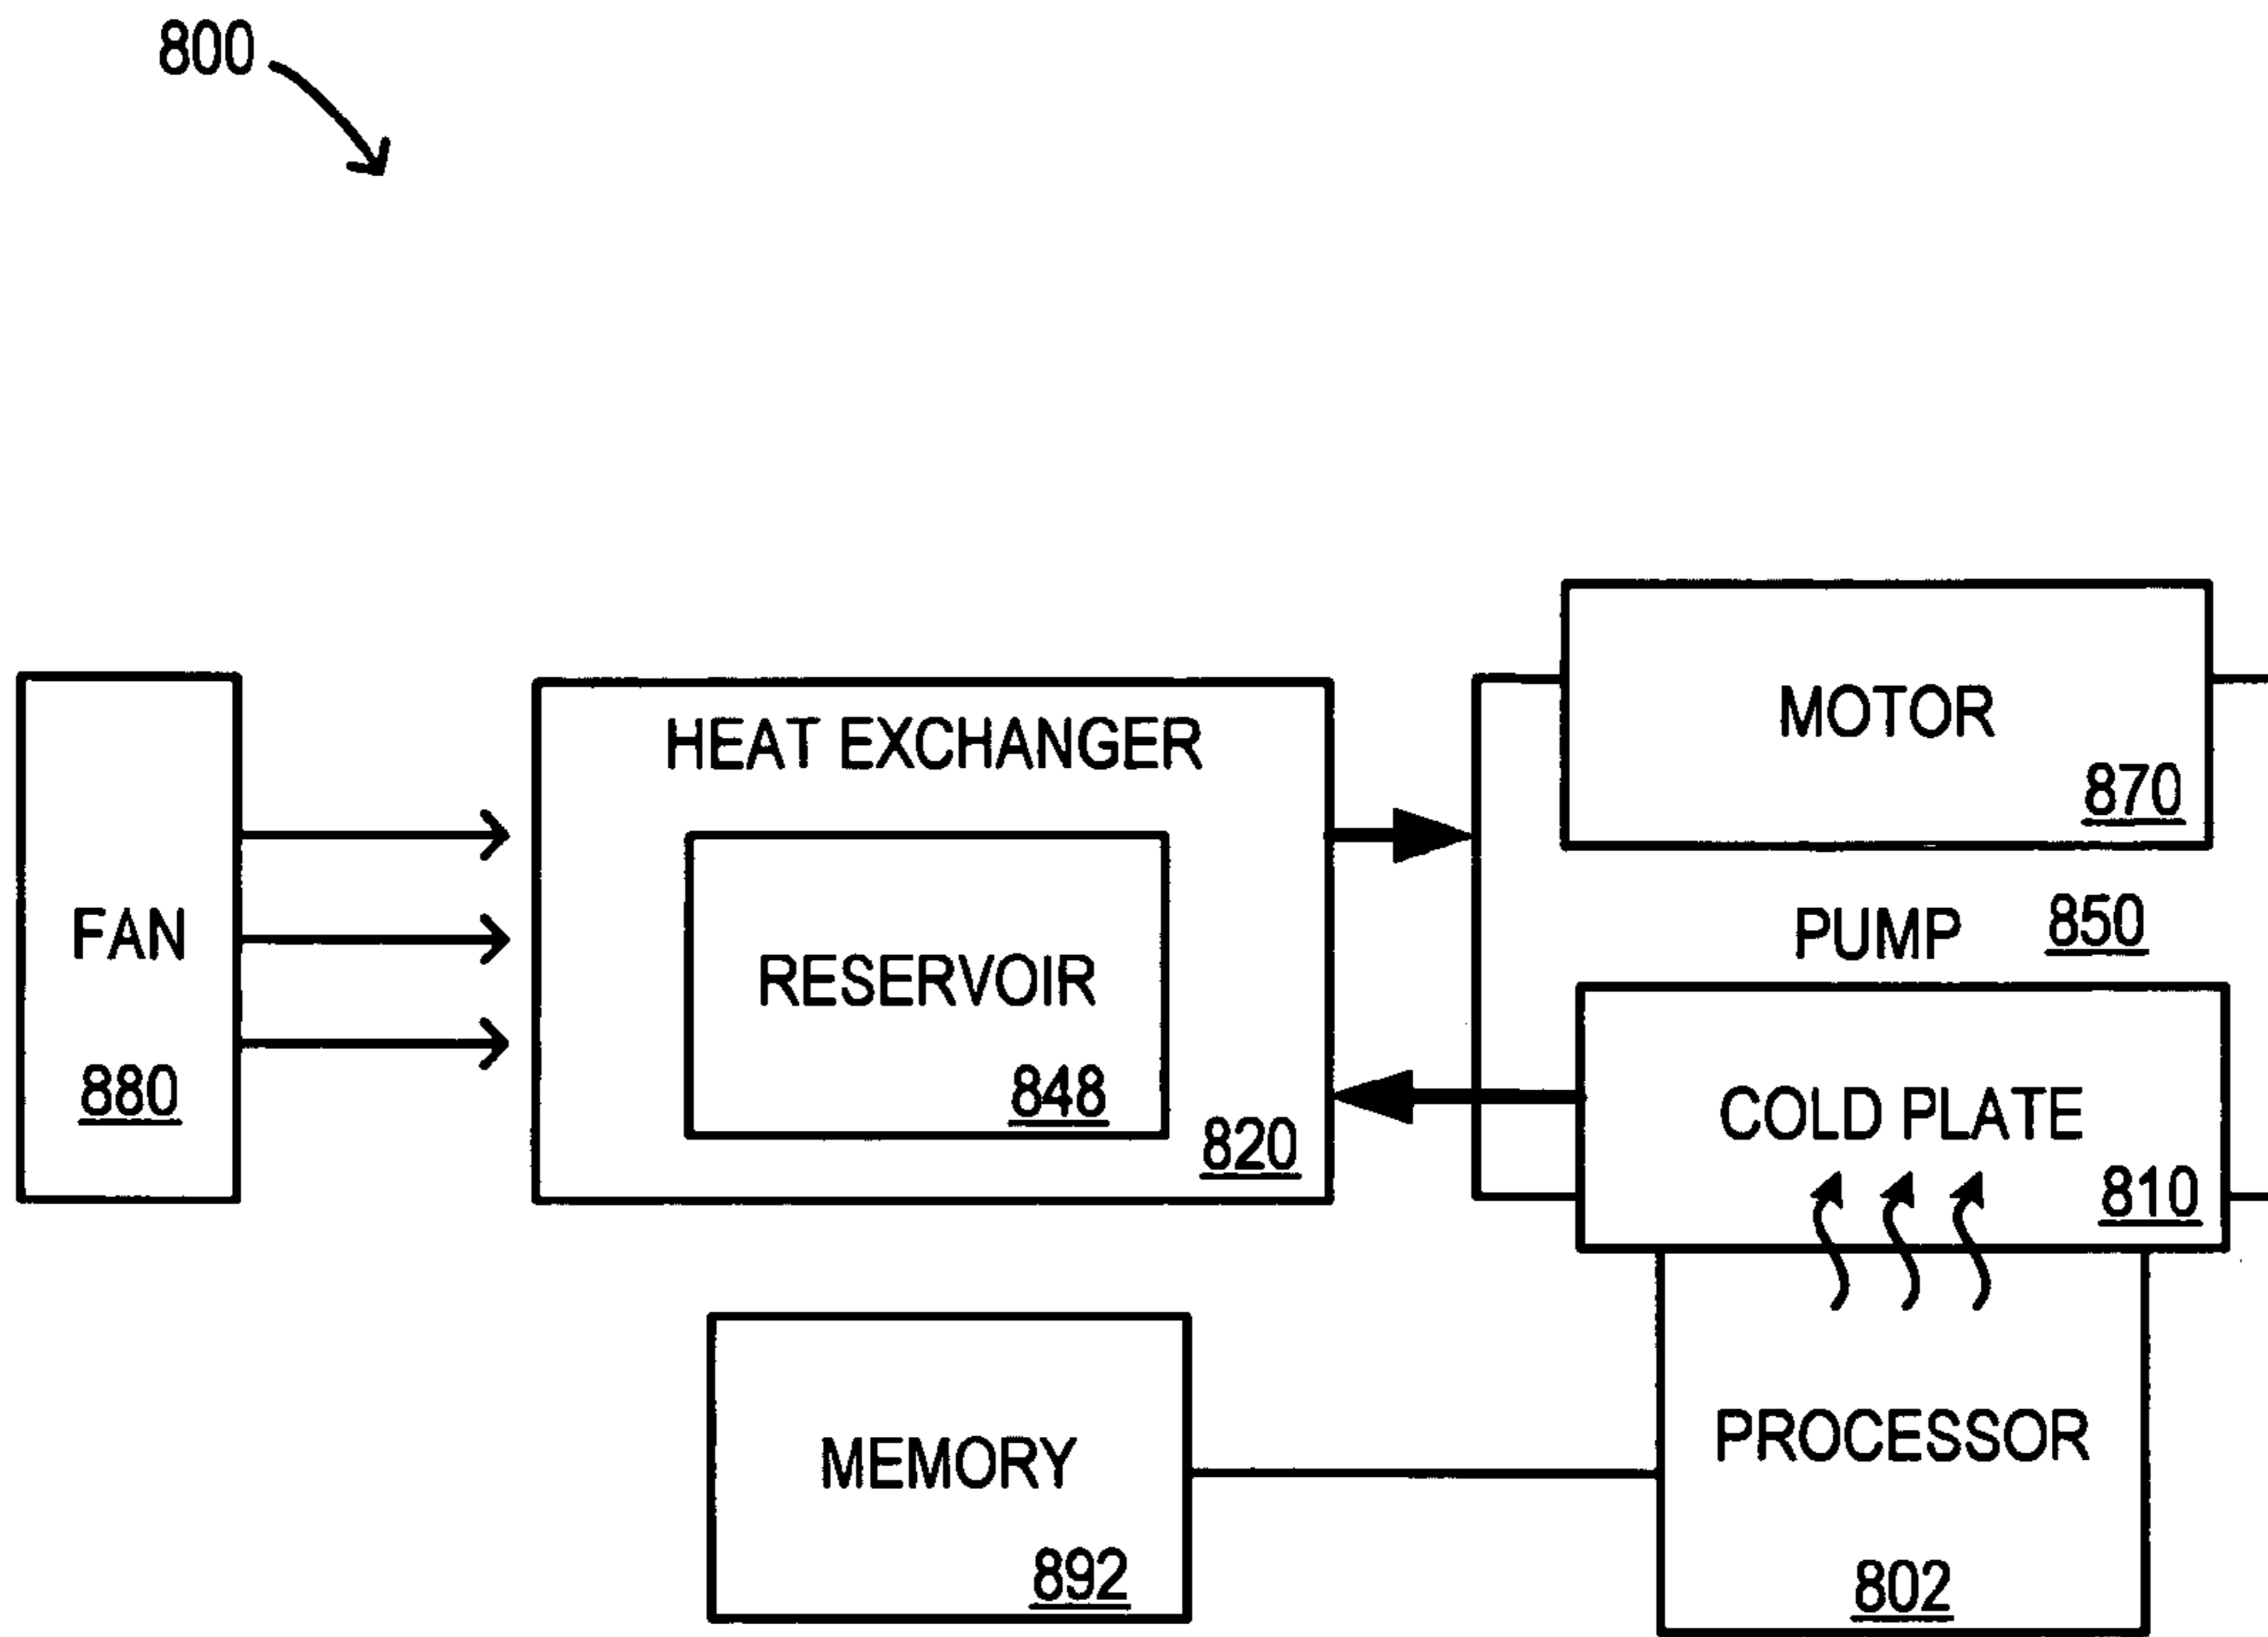 800
MOTOR
870
HEAT EXCHANGER
FAN
880
RESERVOIR
848
820
PUMP 850
COLD PLATE
810
MEMORY
892
PROCESSOR
802